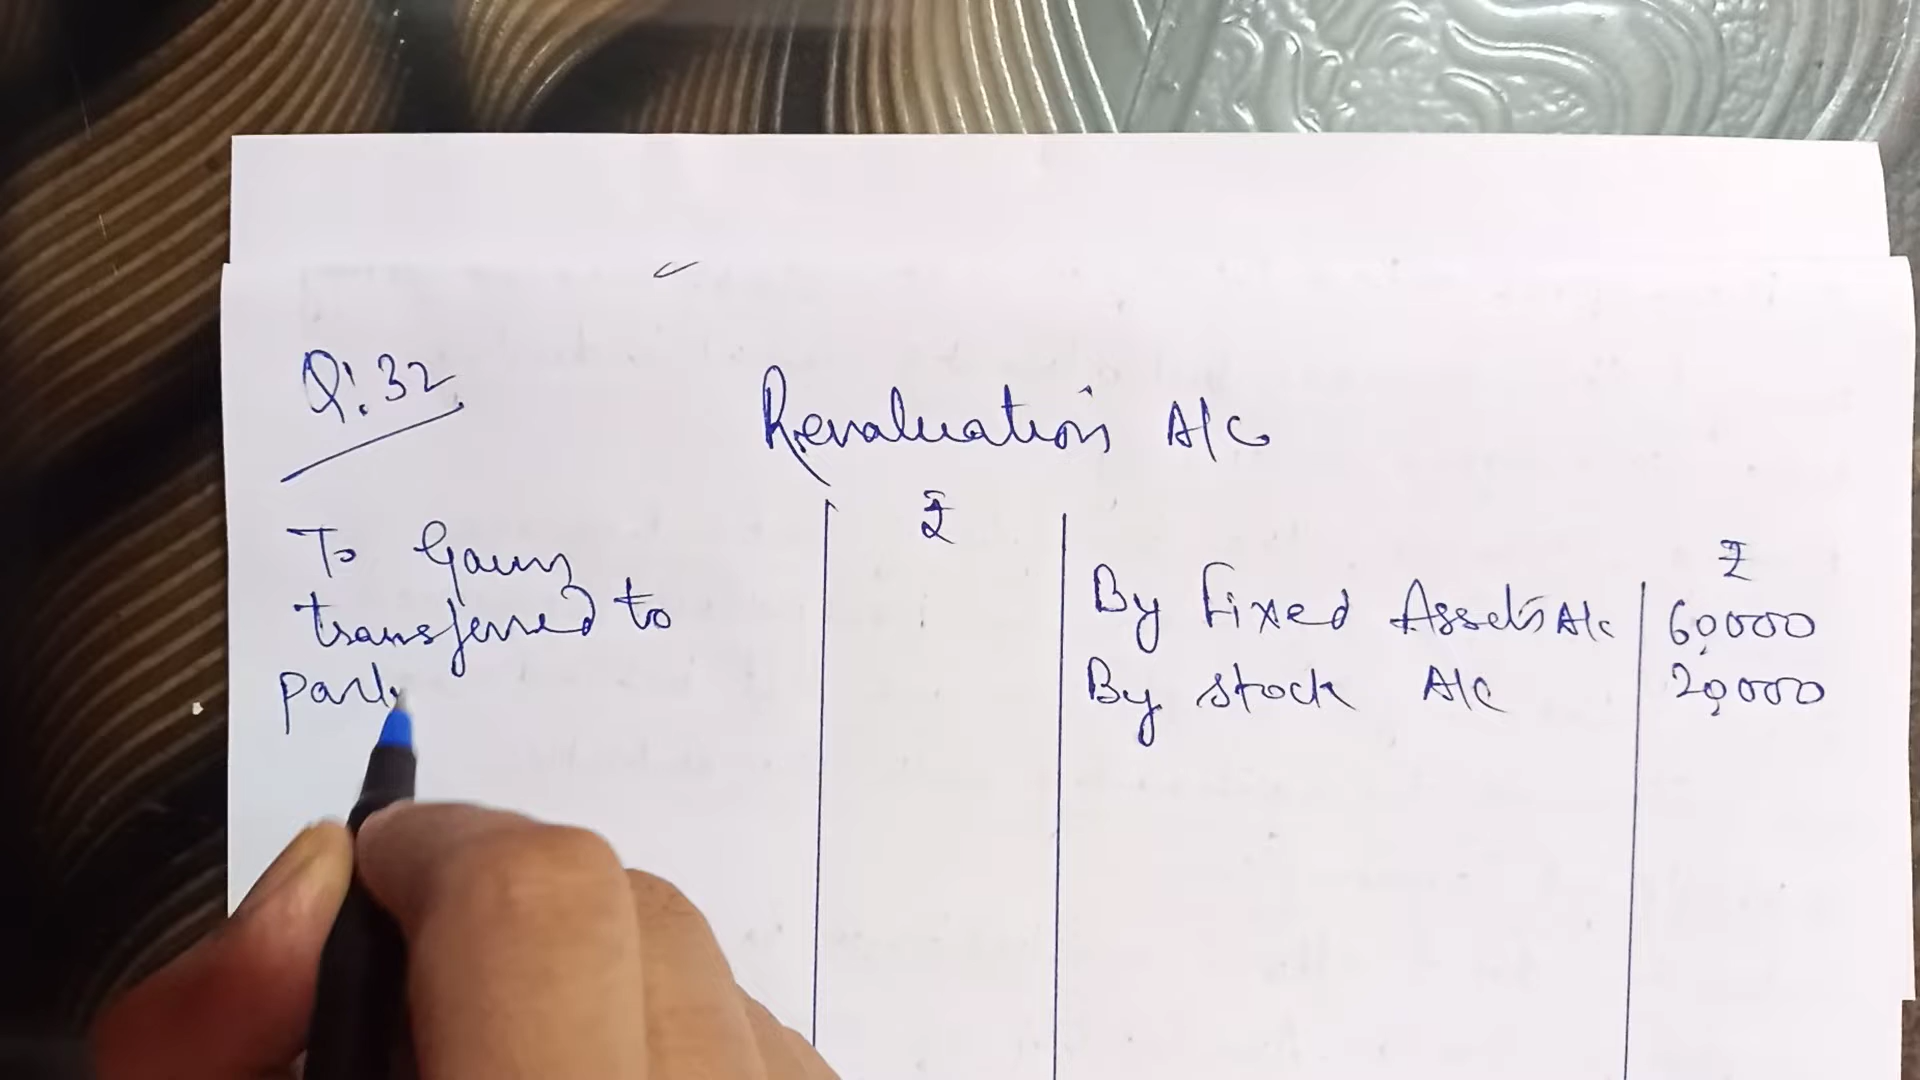 Q:32
Revaluation A/c
₹
₹
To Gain
transferred to
part
By Fixed Assets A/c 60,000
By Stock A/c 20,000